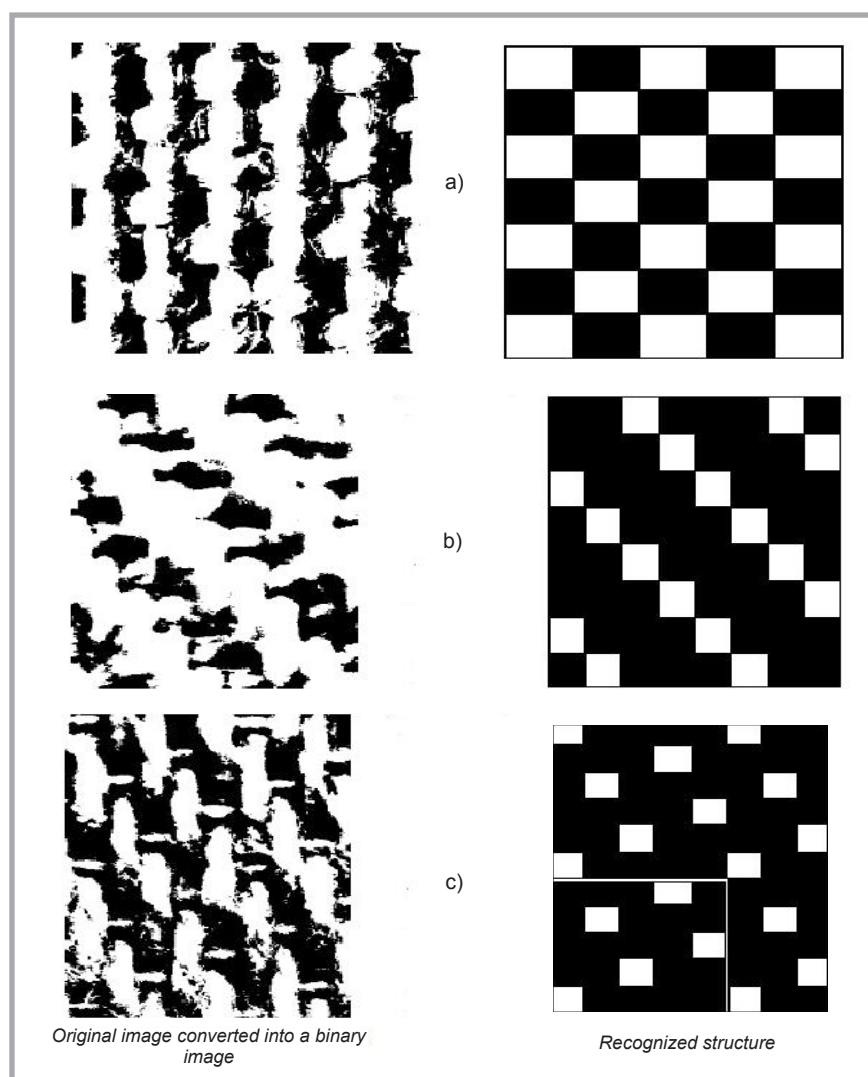 a)
b)
c)
Original image converted into a binary
image
Recognized structure